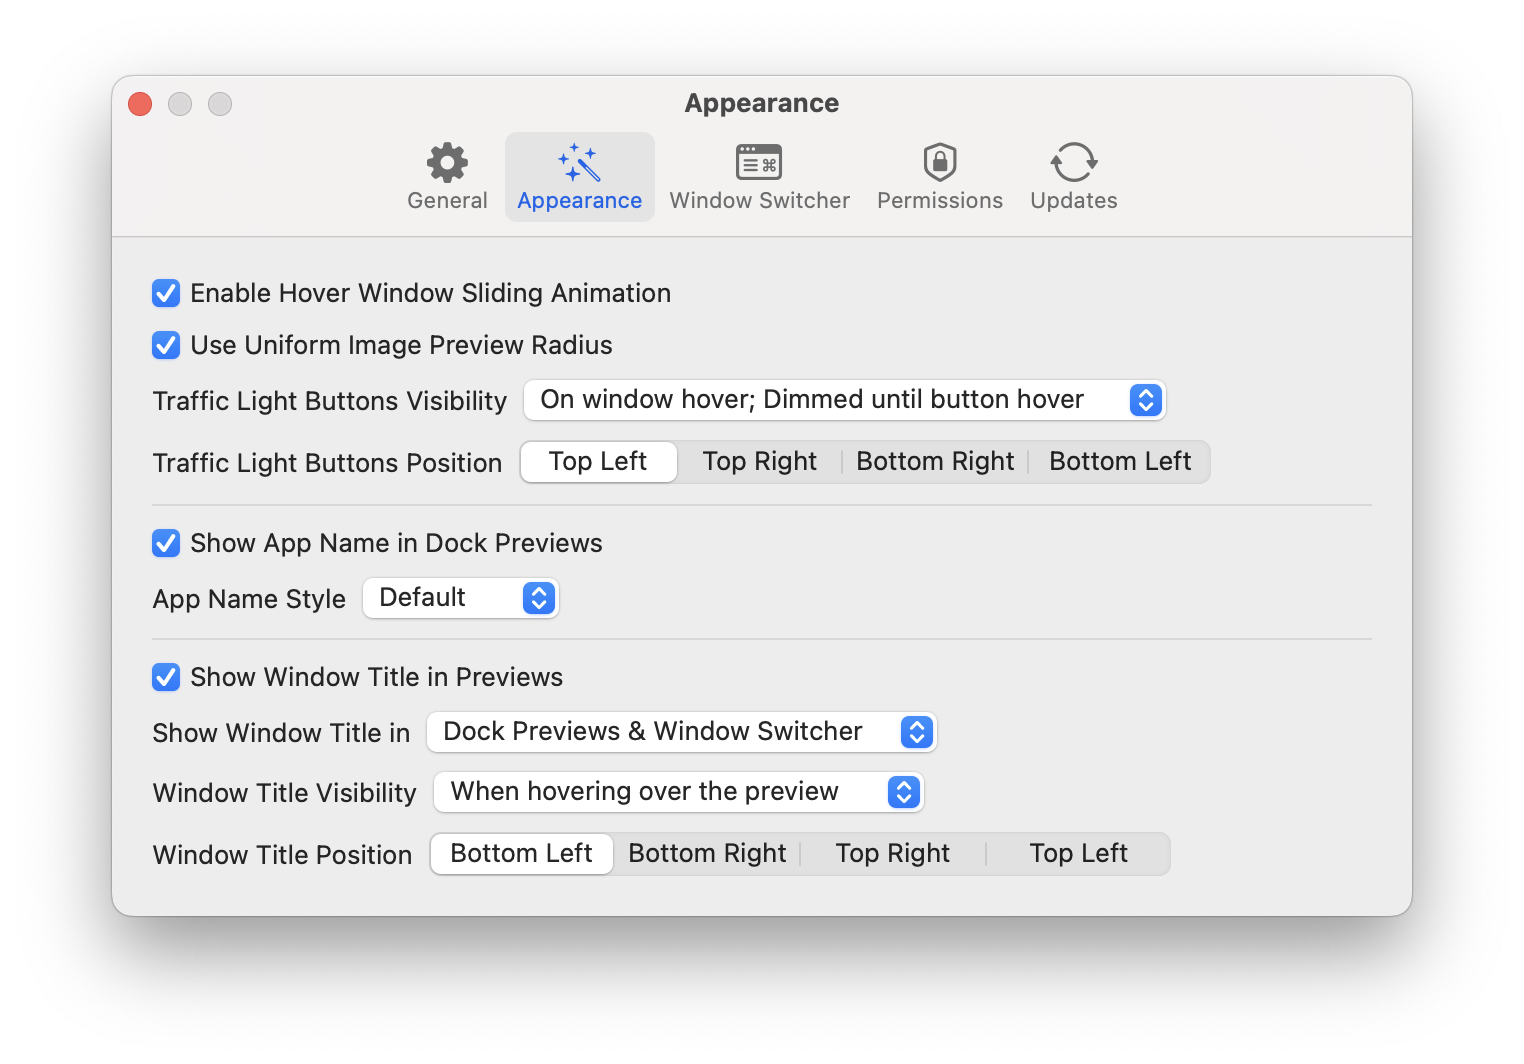 Appearance
General Appearance Window Switcher Permissions Updates
Enable Hover Window Sliding Animation
Use Uniform Image Preview Radius
Traffic Light Buttons Visibility On window hover; Dimmed until button hover
Traffic Light Buttons Position Top Left Top Right Bottom Right Bottom Left
Show App Name in Dock Previews
App Name Style Default
Show Window Title in Previews
Show Window Title in Dock Previews & Window Switcher
Window Title Visibility When hovering over the preview
Window Title Position Bottom Left Bottom Right Top Right Top Left